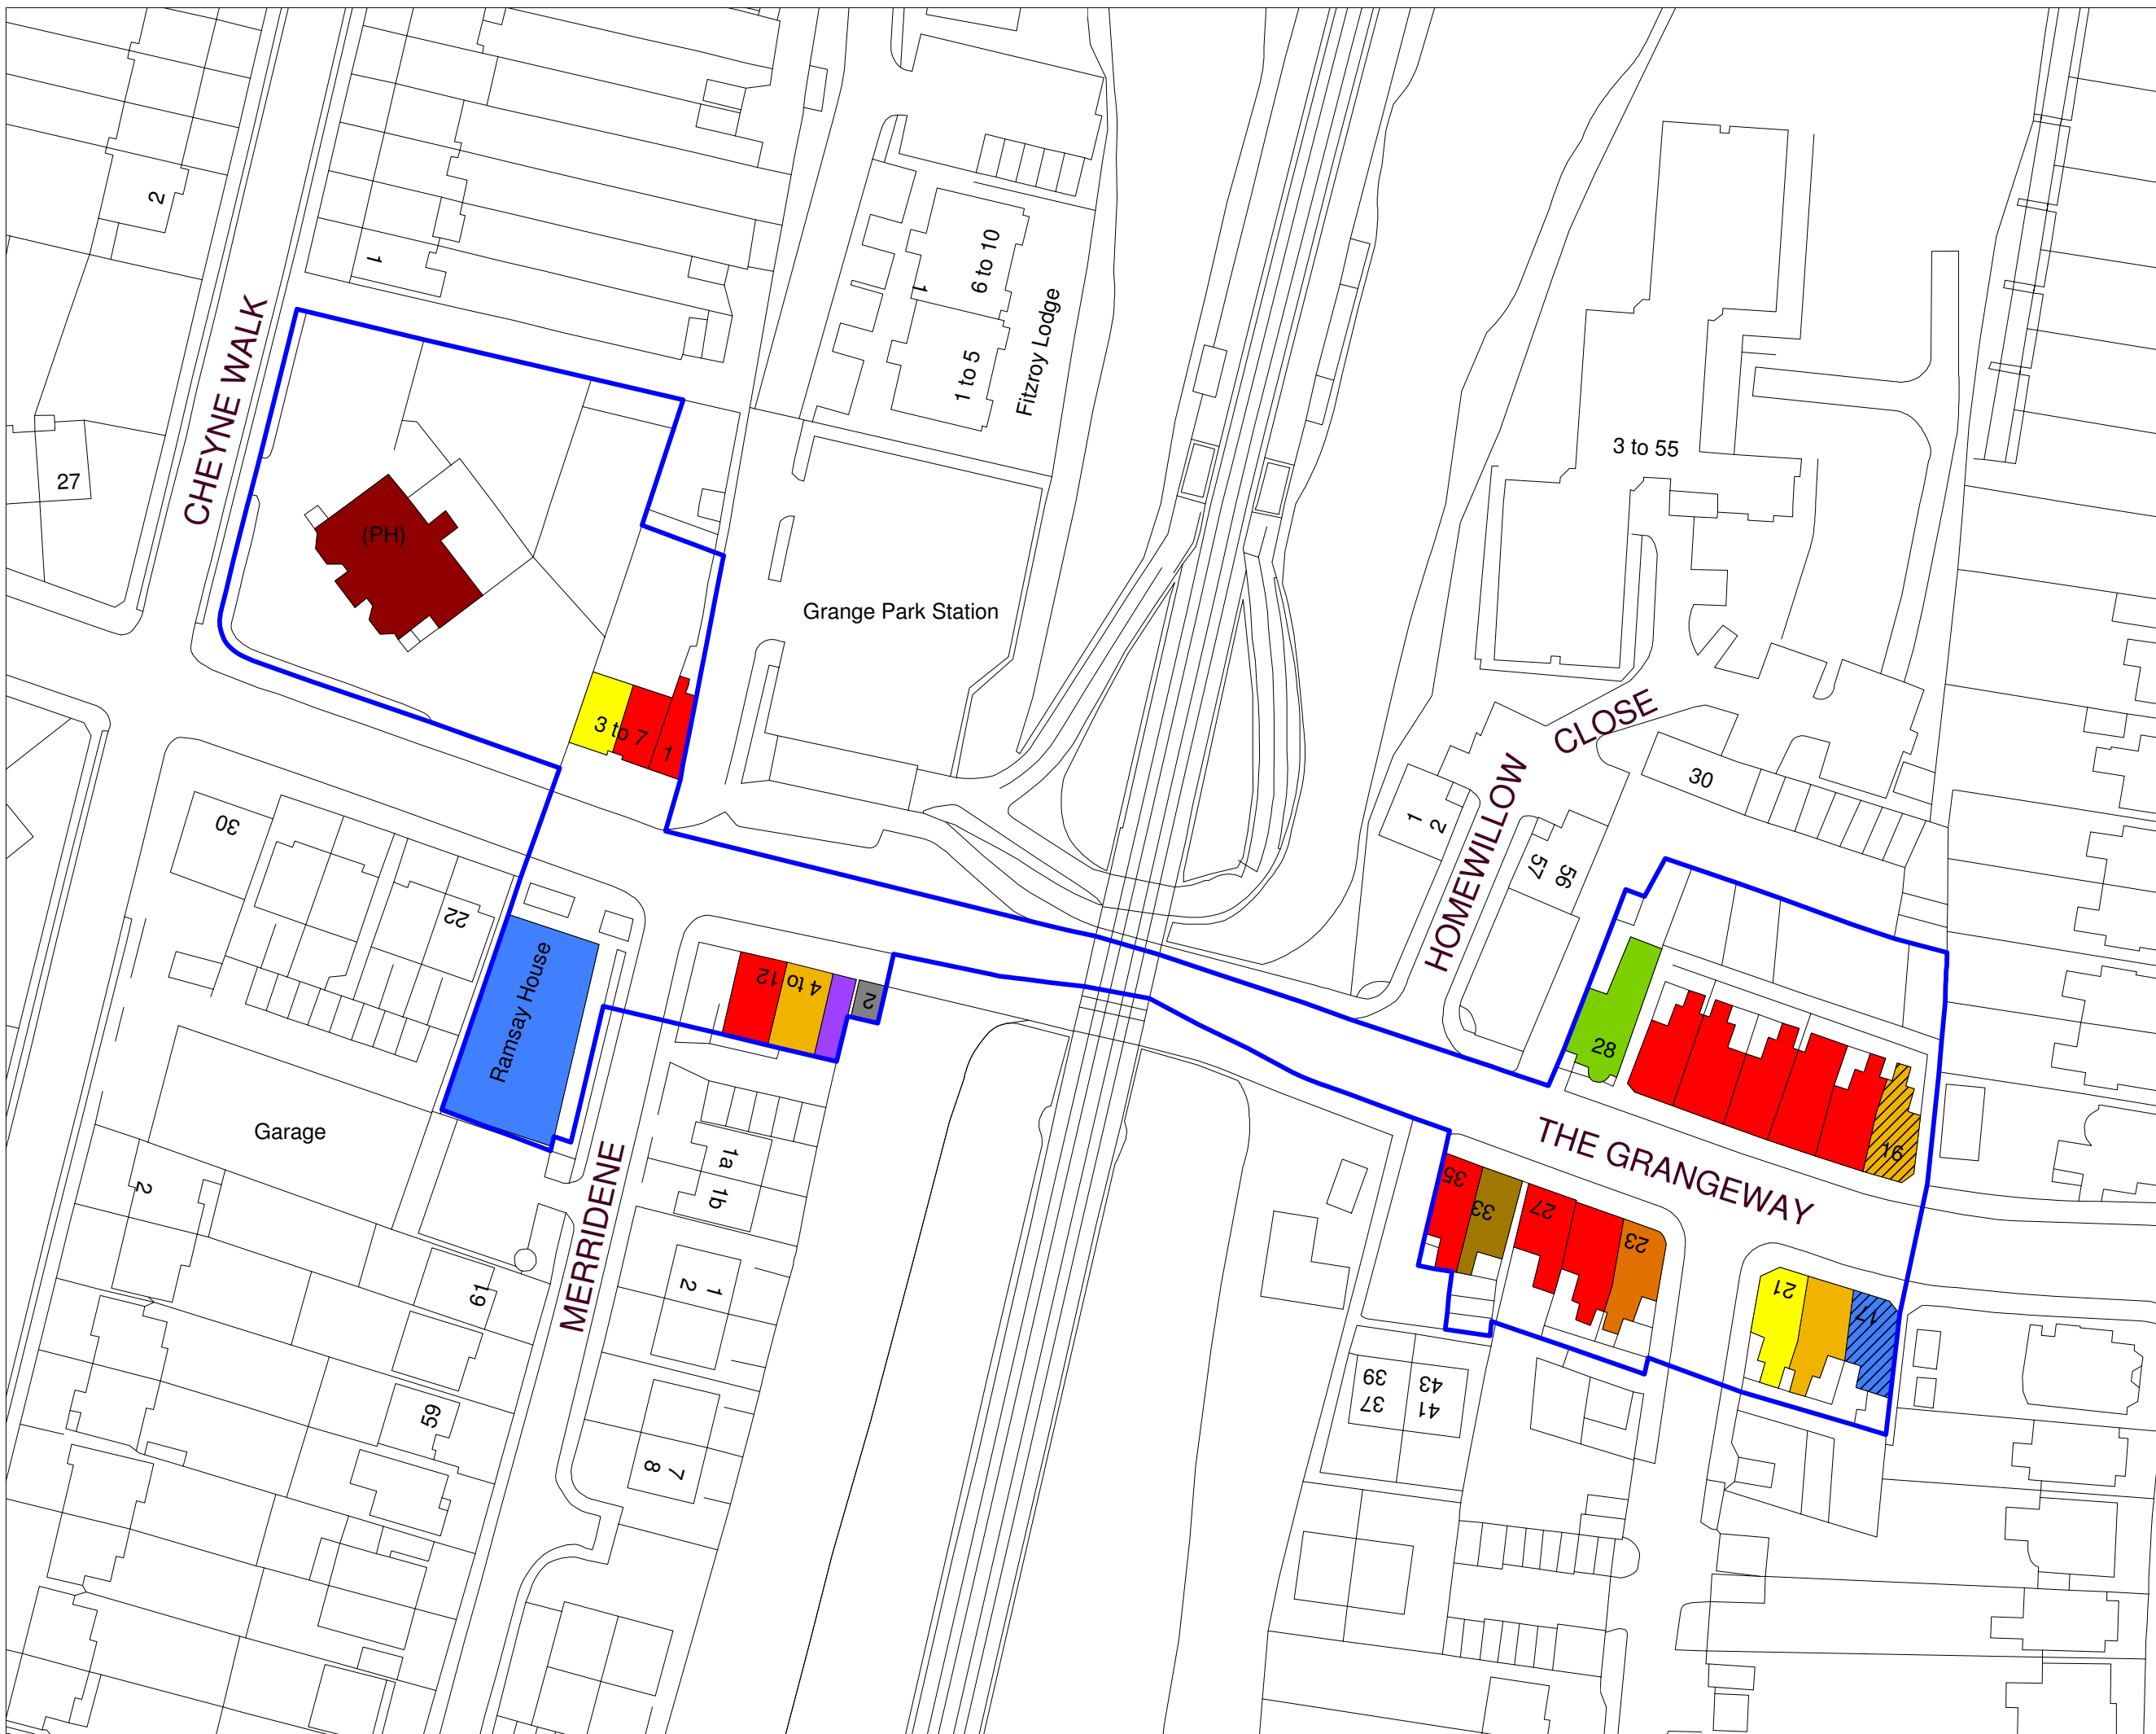 2
1
CHEYNE WALK
27
(PH)
6 to 10
1
1 to 5
Fitzroy Lodge
Grange Park Station
3 to 55
3 to 7
1
CLOSE
HOMEWILLOW
30
1
2
57
56
30
22
Ramsay House
12
4 to
2
28
16
THE GRANGEWAY
Garage
2
MERRIDENE
1a
1b
35
33
27
23
21
17
1
2
61
59
39
43
37
41
7
8